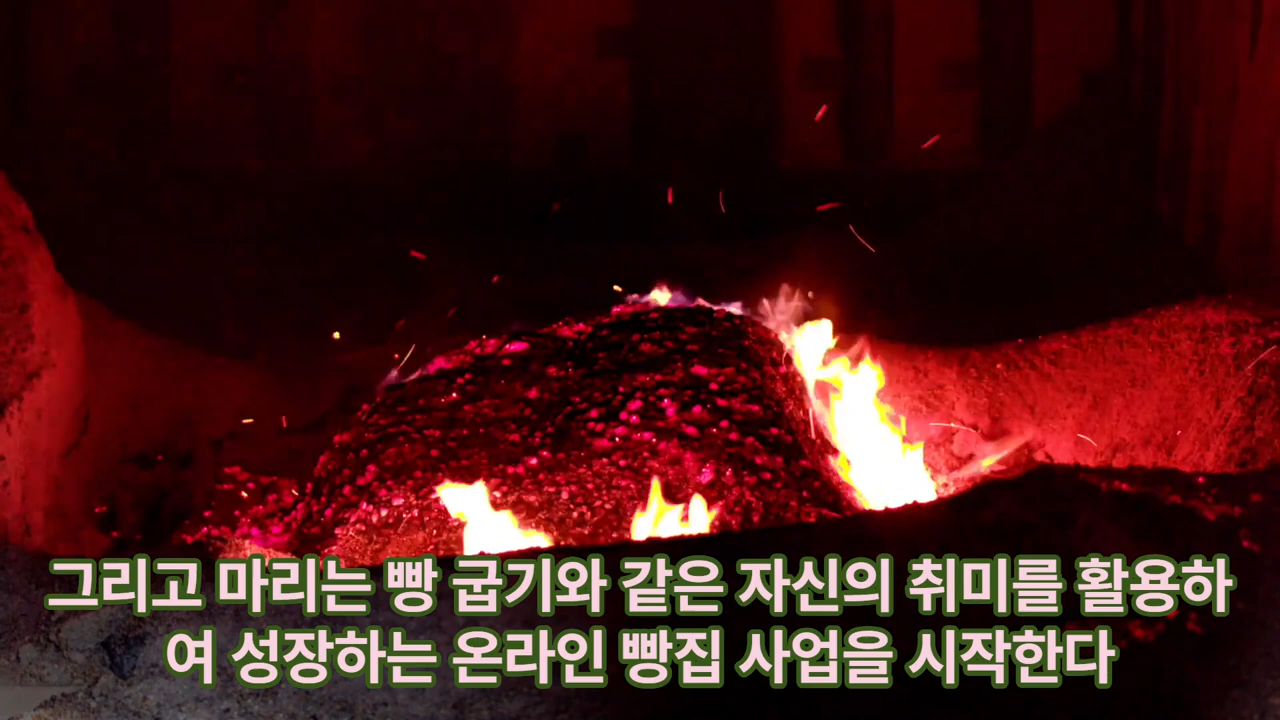 그리고 마리는 빵 굽기와 같은 자신의 취미를 활용하
여 성장하는 온라인 빵집 사업을 시작한다